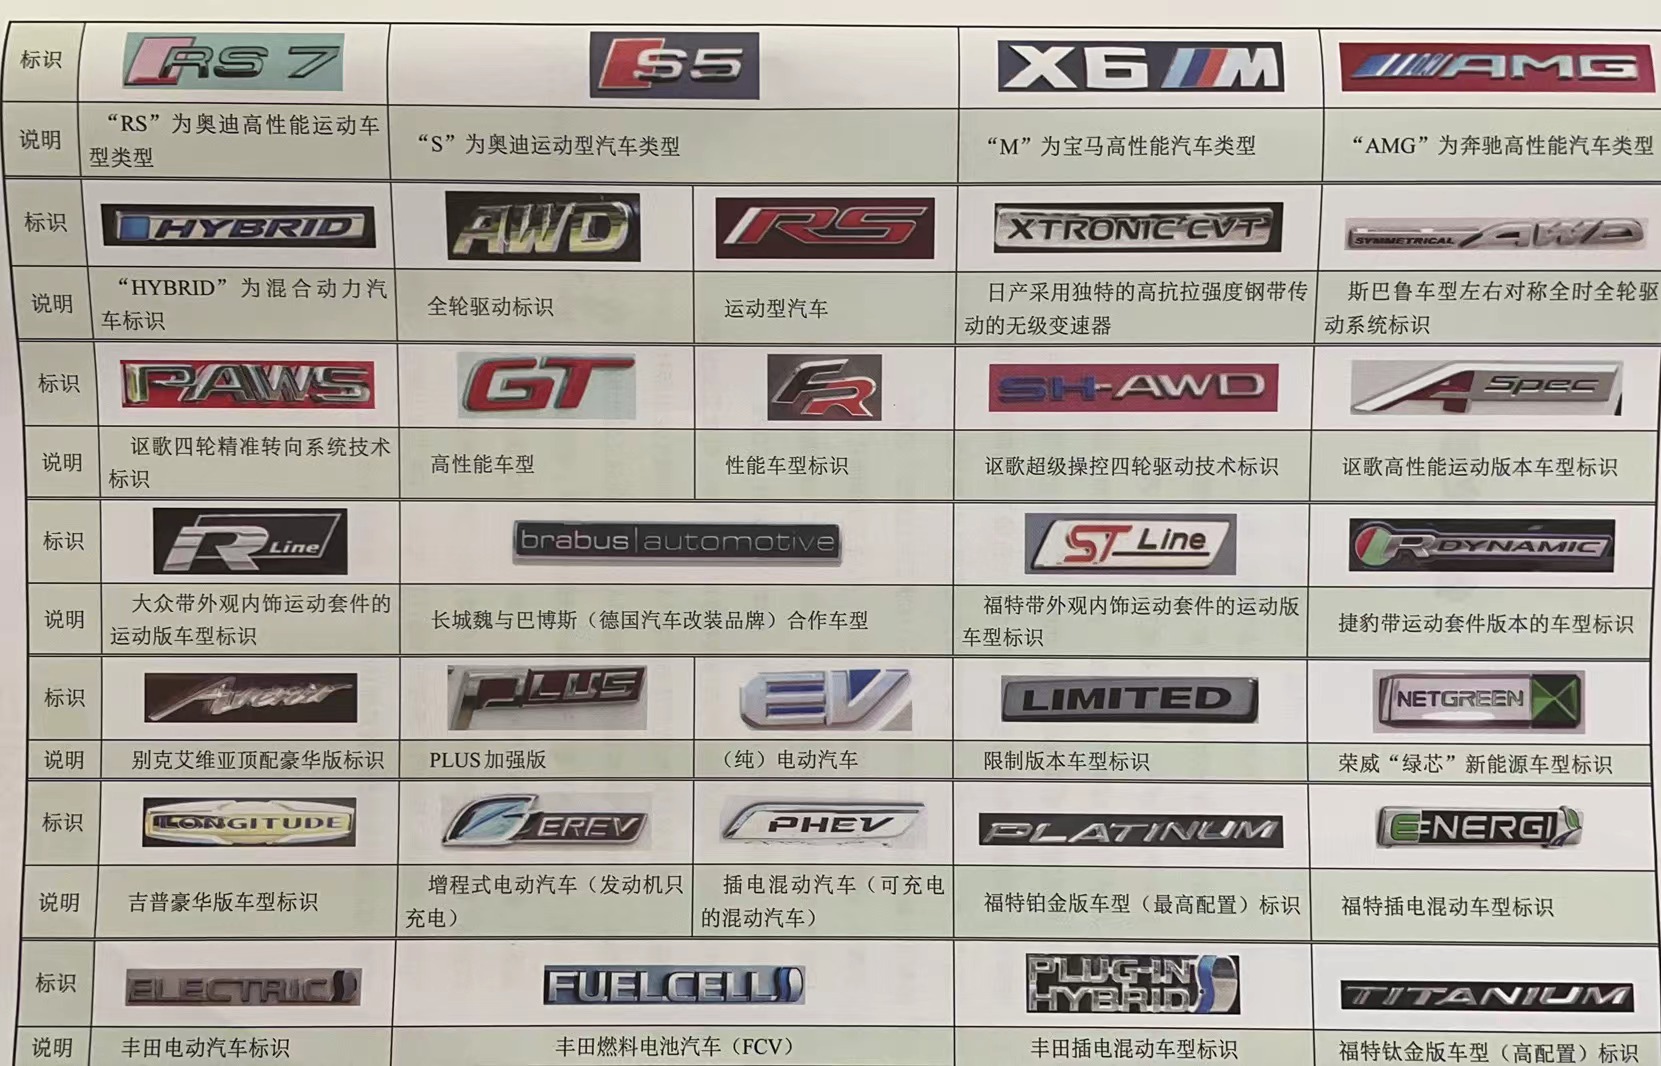 标识
RS 7
S5
X6 M
AMG
说明
“RS”为奥迪高性能运动车
型类型
“S”为奥迪运动型汽车类型
“M”为宝马高性能汽车类型
“AMG”为奔驰高性能汽车类型
标识
HYBRID
AWD
RS
XTRONIC CVT
SYMMETRICAL AWD
说明
“HYBRID”为混合动力汽
车标识
全轮驱动标识
运动型汽车
日产采用独特的高抗拉强度钢带传
动的无级变速器
斯巴鲁车型左右对称全时全轮驱
动系统标识
标识
PAWS
GT
FR
SH-AWD
A Spec
说明
讴歌四轮精准转向系统技术
标识
高性能车型
性能车型标识
讴歌超级操控四轮驱动技术标识
讴歌高性能运动版本车型标识
标识
R Line
brabus|automotive
ST Line
R-DYNAMIC
说明
大众带外观内饰运动套件的
运动版车型标识
长城魏与巴博斯（德国汽车改装品牌）合作车型
福特带外观内饰运动套件的运动版
车型标识
捷豹带运动套件版本的车型标识
标识
Avenir
PLUS
EV
LIMITED
NETGREEN
说明
别克艾维亚顶配豪华版标识
PLUS加强版
（纯）电动汽车
限制版本车型标识
荣威“绿芯”新能源车型标识
标识
LONGITUDE
EREV
PHEV
PLATINUM
ENERGI
说明
吉普豪华版车型标识
增程式电动汽车（发动机只
充电）
插电混动汽车（可充电
的混动汽车）
福特铂金版车型（最高配置）标识
福特插电混动车型标识
标识
ELECTRIC
FUELCELL
PLUG-IN
HYBRID
TITANIUM
说明
丰田电动汽车标识
丰田燃料电池汽车（FCV）
丰田插电混动车型标识
福特钛金版车型（高配置）标识